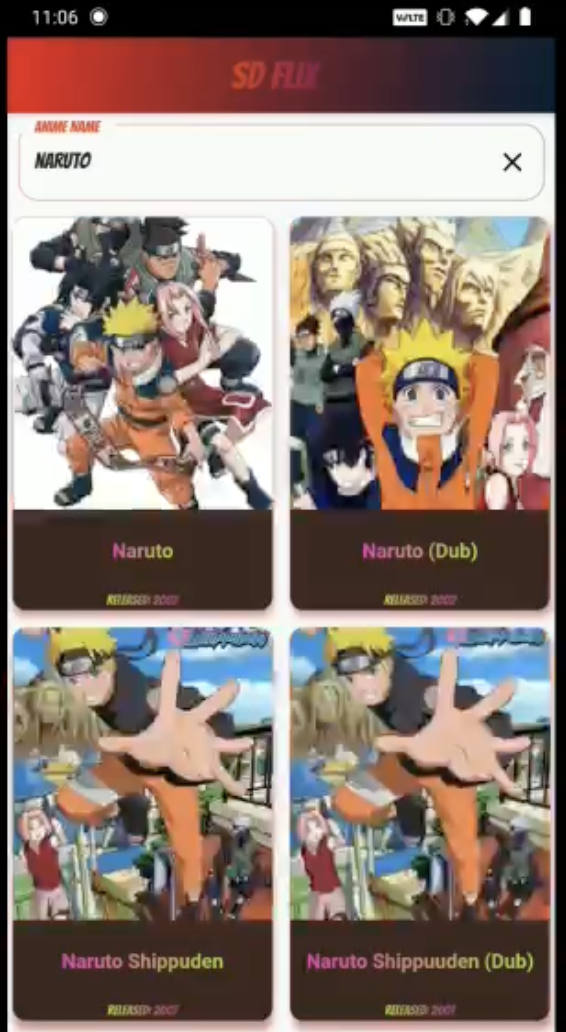 11:06 VoLTE
SD FLIX
ANIME NAME
NARUTO
Naruto
Naruto (Dub)
RELEASED: 2002
RELEASED: 2002
Naruto Shippuden
Naruto Shippuuden (Dub)
RELEASED: 2007
RELEASED: 2007